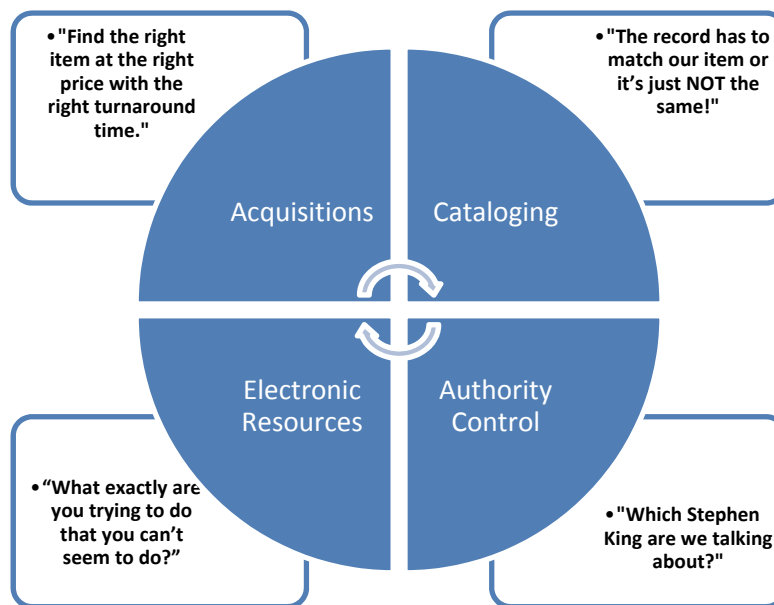 •"Find the right
item at the right
price with the
right turnaround
time."
•"The record has to
match our item or
it’s just NOT the
same!"
Acquisitions
Cataloging
Electronic
Resources
Authority
Control
•“What exactly are
you trying to do
that you can’t
seem to do?”
•"Which Stephen
King are we talking
about?"